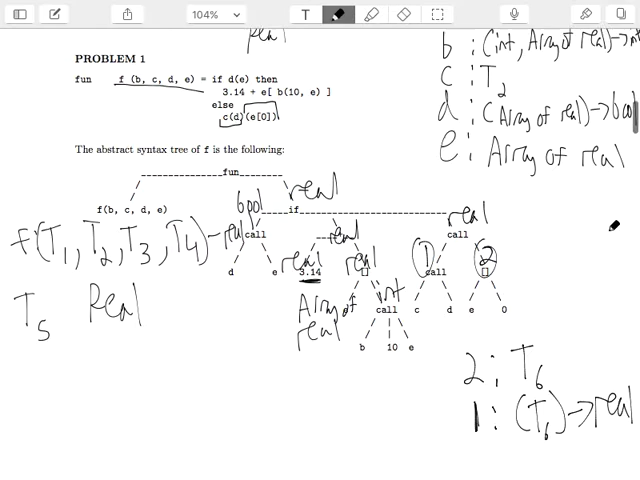 104%
real
PROBLEM 1
fun f (b, c, d, e) = if d(e) then
3.14 + e[ b(10, e) ]
else
c(d)(e[0])
b : (int, Array of real)->int
c : T2
d : (Array of real)->bool
e : Array of real
The abstract syntax tree of f is the following:
fun
real
f(b, c, d, e)
bool
if
real
f(T1, T2, T3, T4)->real
call
real
call
d e
real
3.14
real
[]
1
call
2
[]
Array of real
int
call
c d e 0
T5 Real
b 10 e
2 : T6
1 : (T6)->real